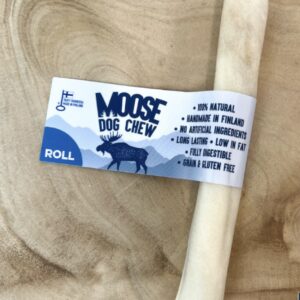 MOOSE
DOG CHEW
ROLL
• 100% NATURAL
• HANDMADE IN FINLAND
• NO ARTIFICIAL INGREDIENTS
• LONG LASTING • LOW IN FAT
• FULLY DIGESTIBLE
• GRAIN & GLUTEN FREE